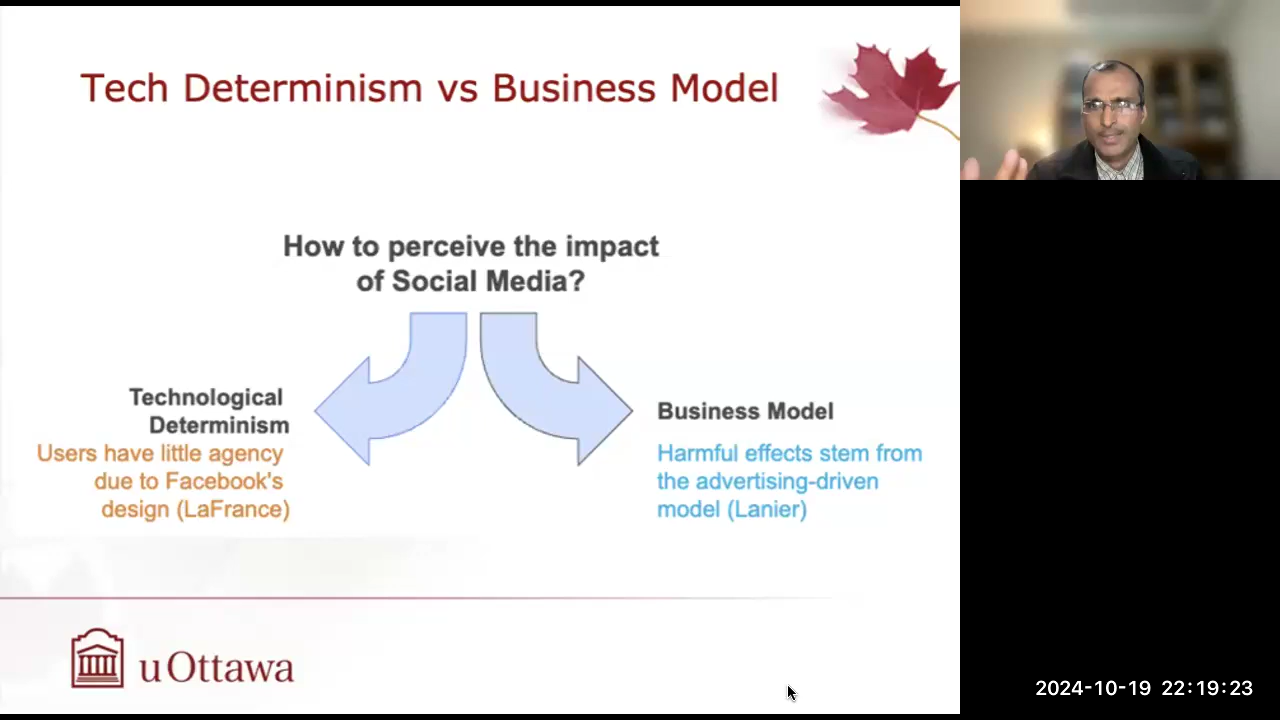 Tech Determinism vs Business Model
How to perceive the impact
of Social Media?
Technological
Determinism
Users have little agency
due to Facebook's
design (LaFrance)
Business Model
Harmful effects stem from
the advertising-driven
model (Lanier)
uOttawa
2024-10-19 22:19:23